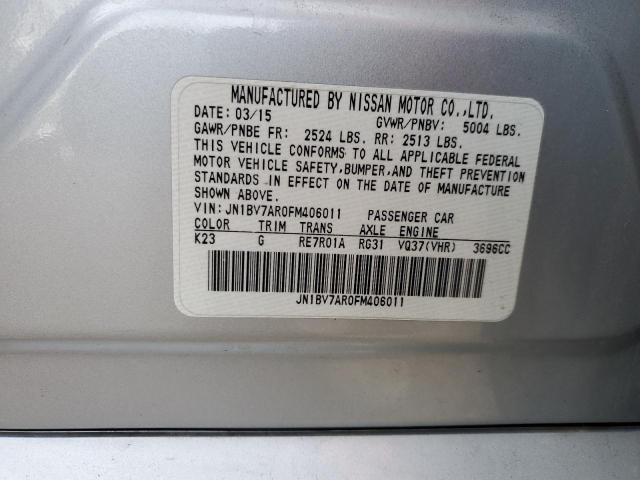 MANUFACTURED BY NISSAN MOTOR CO.,LTD.
DATE: 03/15 GVWR/PNBV: 5004 LBS.
GAWR/PNBE FR: 2524 LBS. RR: 2513 LBS.
THIS VEHICLE CONFORMS TO ALL APPLICABLE FEDERAL
MOTOR VEHICLE SAFETY, BUMPER, AND THEFT PREVENTION
STANDARDS IN EFFECT ON THE DATE OF MANUFACTURE
SHOWN ABOVE.
VIN: JN1BV7AR0FM406011 PASSENGER CAR
COLOR TRIM TRANS AXLE ENGINE
K23 G RE7R01A RG31 VQ37(VHR) 3696CC
JN1BV7AR0FM406011